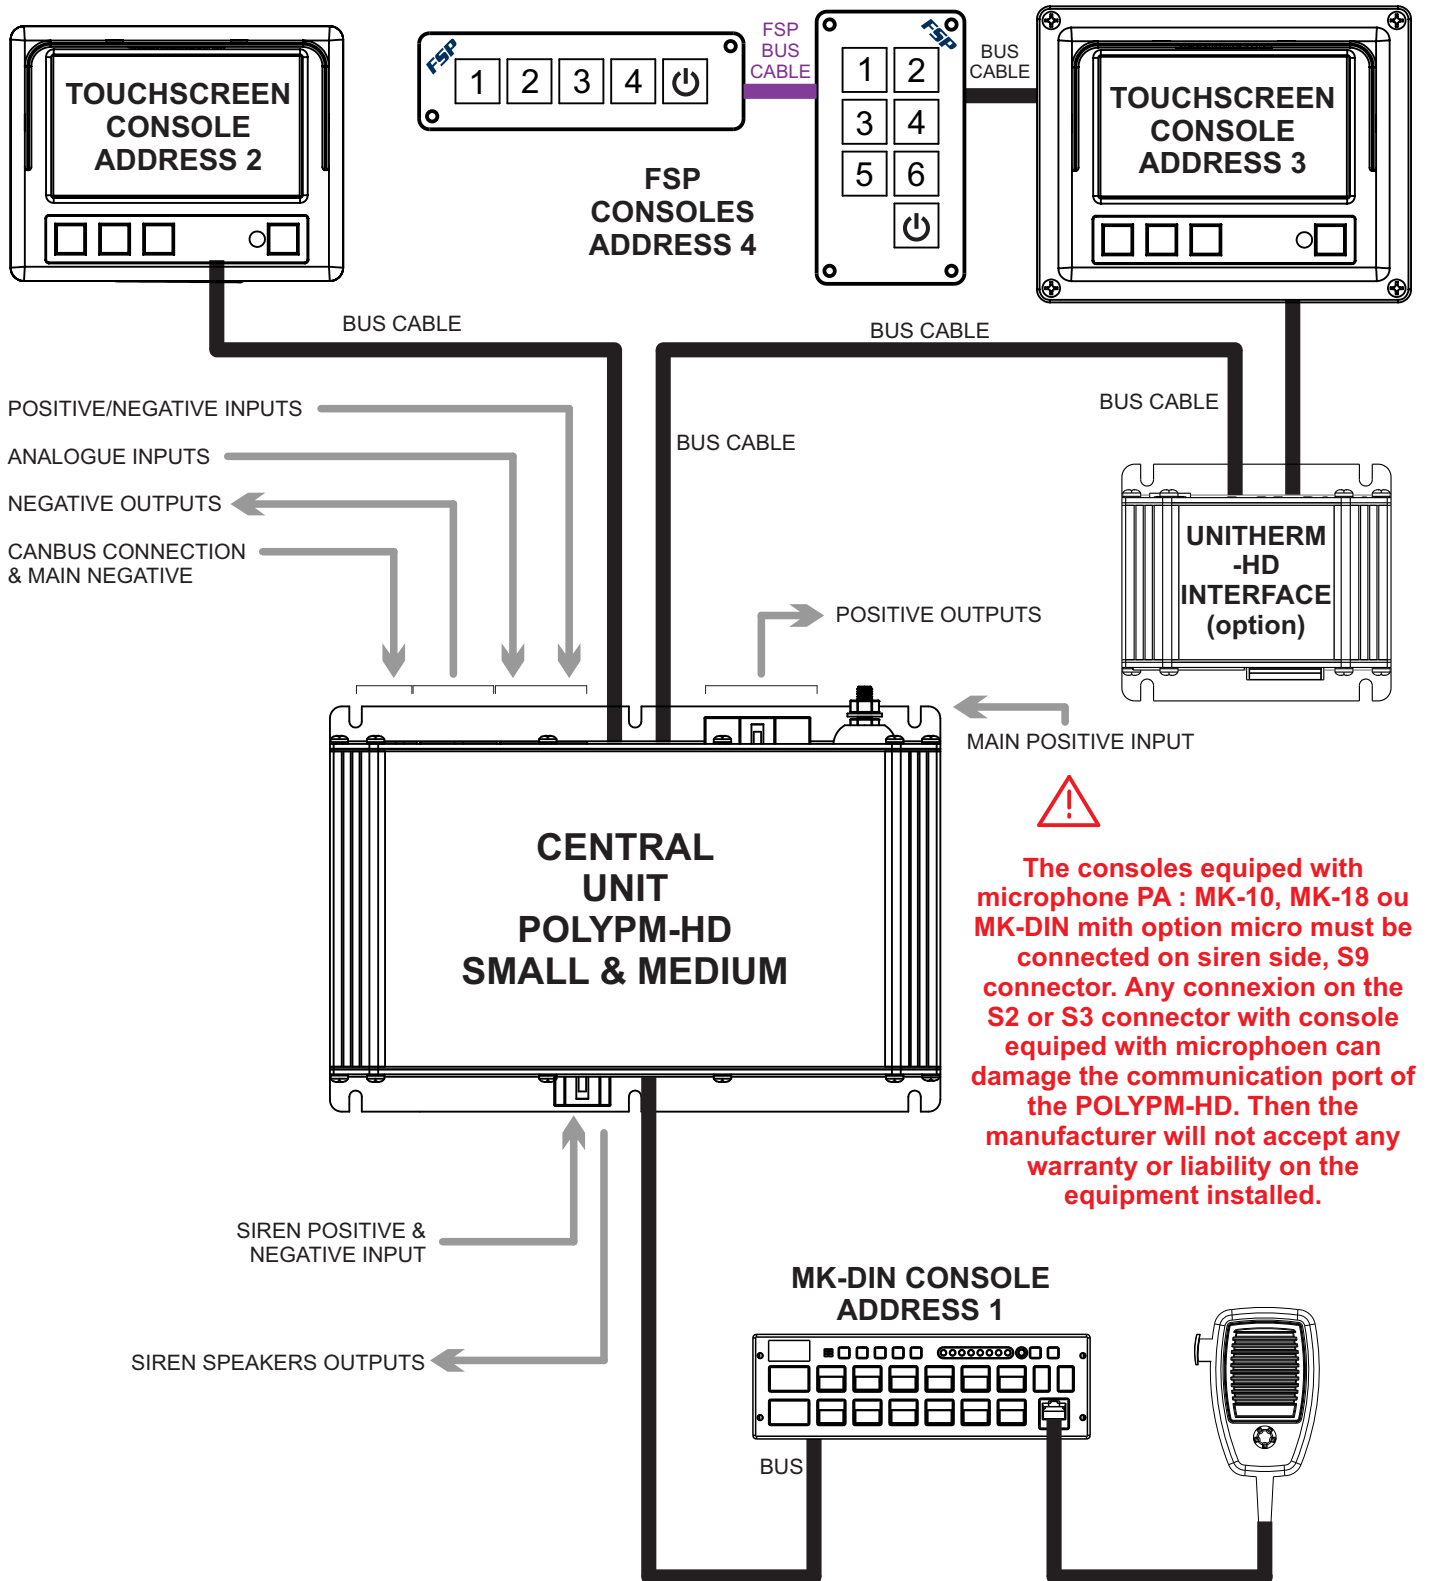 TOUCHSCREEN
CONSOLE
ADDRESS 2
FSP
1 2 3 4
FSP
BUS
CABLE
FSP
1 2
3 4
5 6
BUS
CABLE
TOUCHSCREEN
CONSOLE
ADDRESS 3
FSP
CONSOLES
ADDRESS 4
BUS CABLE
BUS CABLE
POSITIVE/NEGATIVE INPUTS
ANALOGUE INPUTS
NEGATIVE OUTPUTS
CANBUS CONNECTION
& MAIN NEGATIVE
BUS CABLE
BUS CABLE
UNITHERM
-HD
INTERFACE
(option)
POSITIVE OUTPUTS
MAIN POSITIVE INPUT
CENTRAL
UNIT
POLYPM-HD
SMALL & MEDIUM
!
The consoles equiped with
microphone PA : MK-10, MK-18 ou
MK-DIN mith option micro must be
connected on siren side, S9
connector. Any connexion on the
S2 or S3 connector with console
equiped with microphoen can
damage the communication port of
the POLYPM-HD. Then the
manufacturer will not accept any
warranty or liability on the
equipment installed.
SIREN POSITIVE &
NEGATIVE INPUT
SIREN SPEAKERS OUTPUTS
MK-DIN CONSOLE
ADDRESS 1
BUS